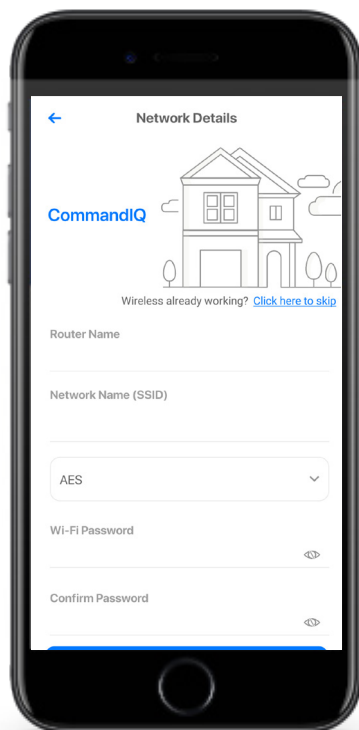 Network Details
CommandIQ
Wireless already working? Click here to skip
Router Name
Network Name (SSID)
AES
Wi-Fi Password
Confirm Password